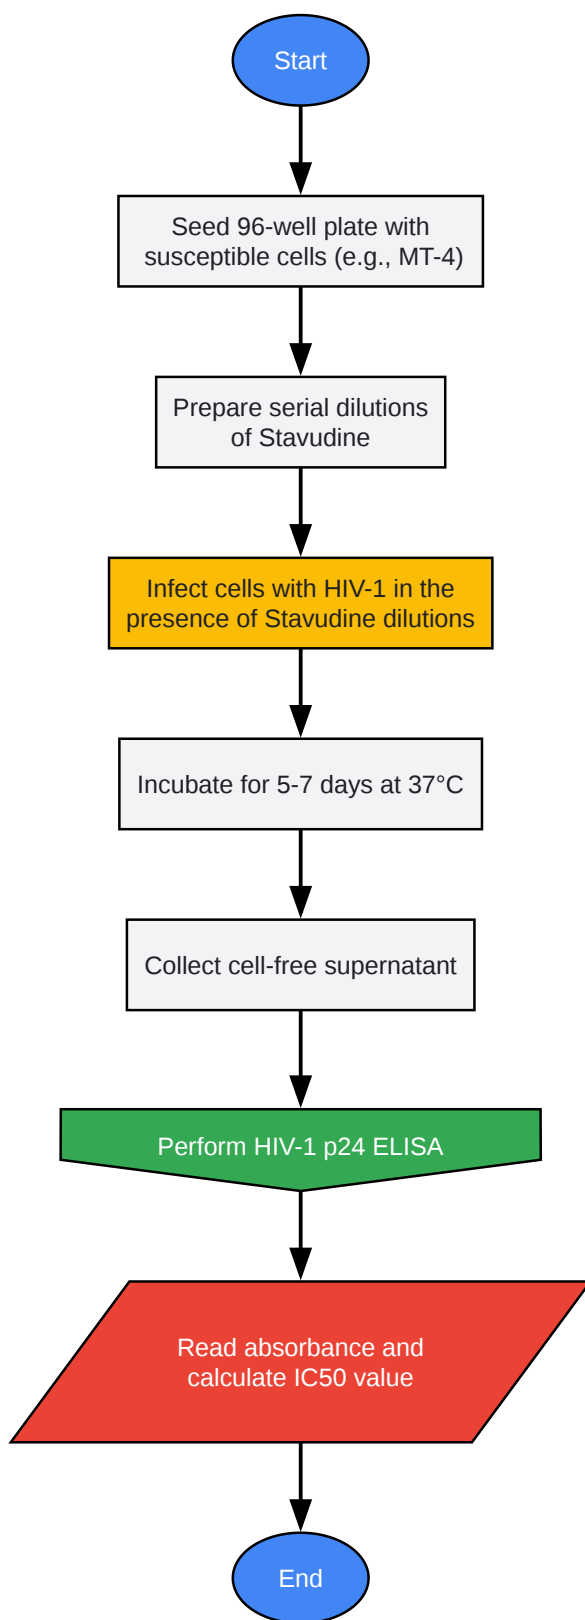 Start
Seed 96-well plate with
susceptible cells (e.g., MT-4)
Prepare serial dilutions
of Stavudine
Infect cells with HIV-1 in the
presence of Stavudine dilutions
Incubate for 5-7 days at 37°C
Collect cell-free supernatant
Perform HIV-1 p24 ELISA
Read absorbance and
calculate IC50 value
End